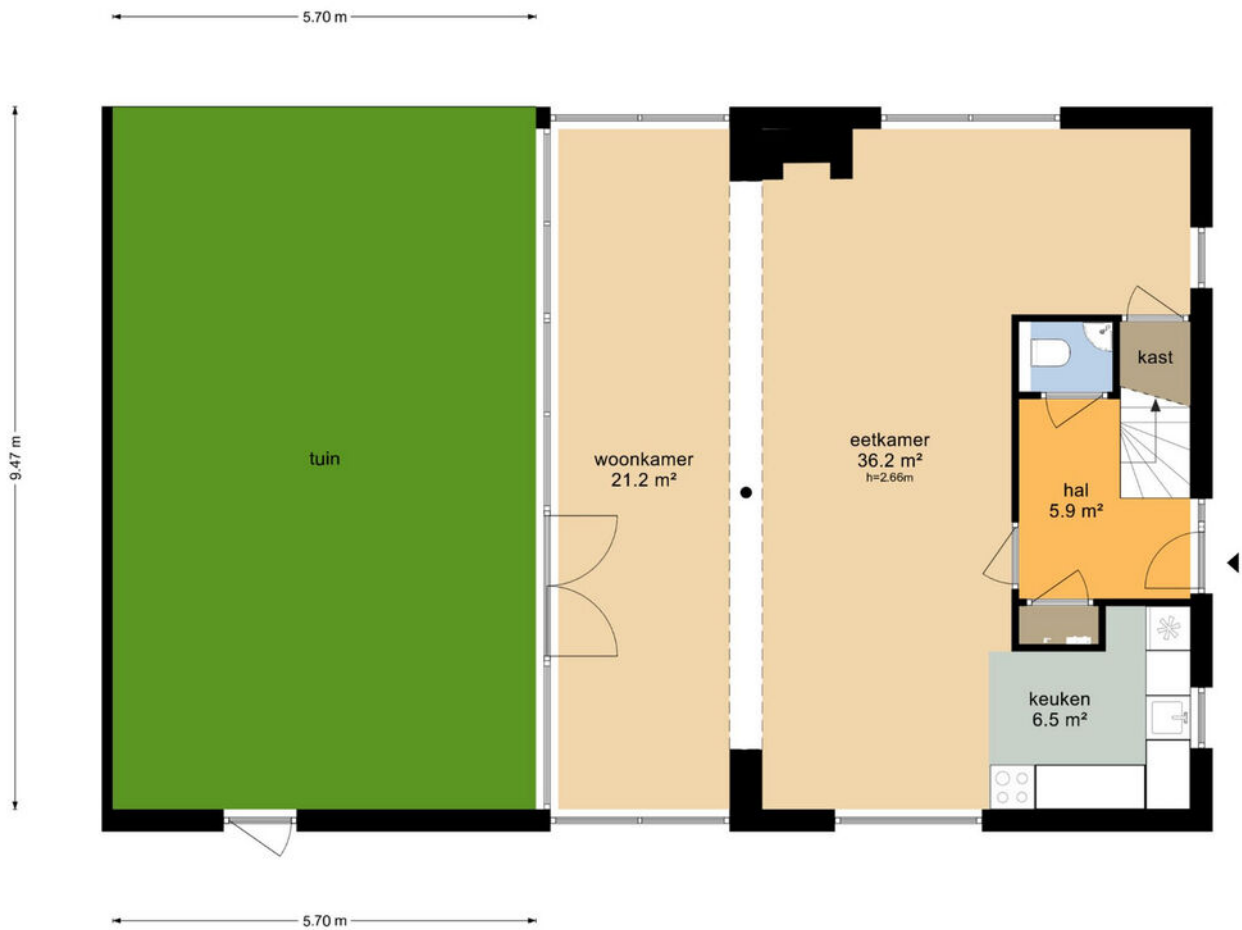 5.70 m
9.47 m
tuin
woonkamer
21.2 m²
eetkamer
36.2 m²
h=2.66m
kast
hal
5.9 m²
keuken
6.5 m²
5.70 m